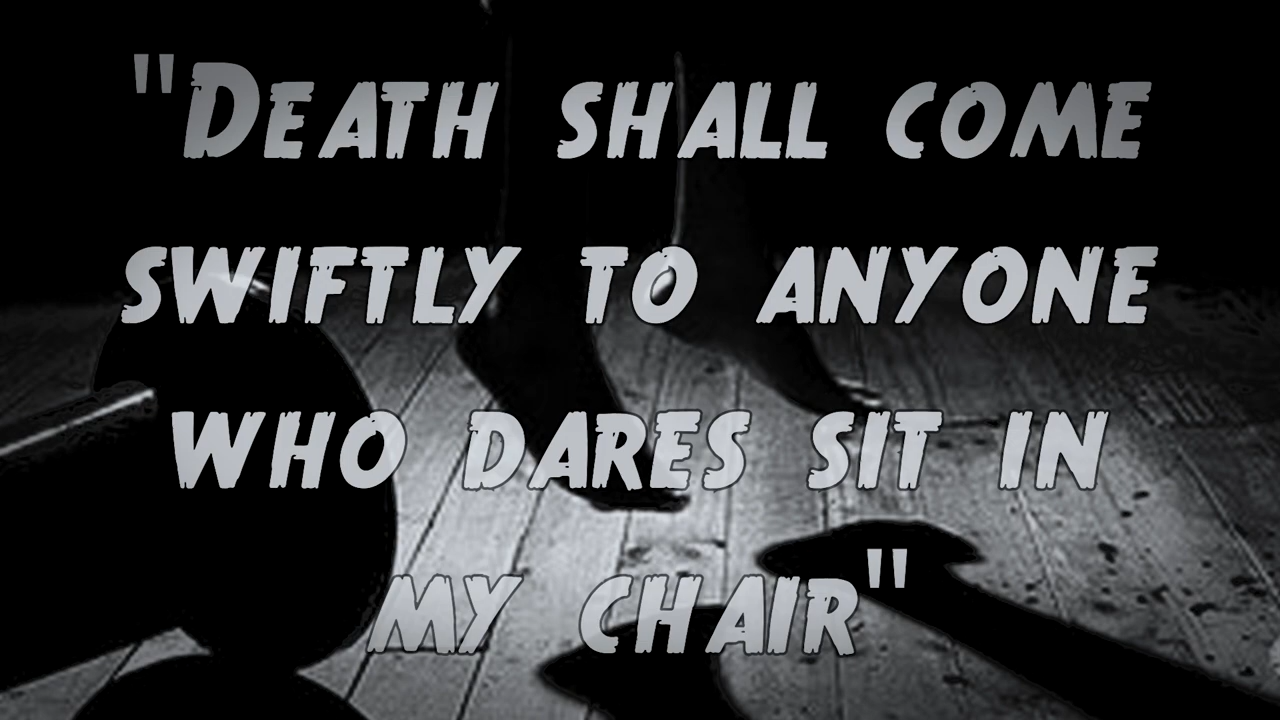 "Death shall come
swiftly to anyone
who dares sit in
my chair"